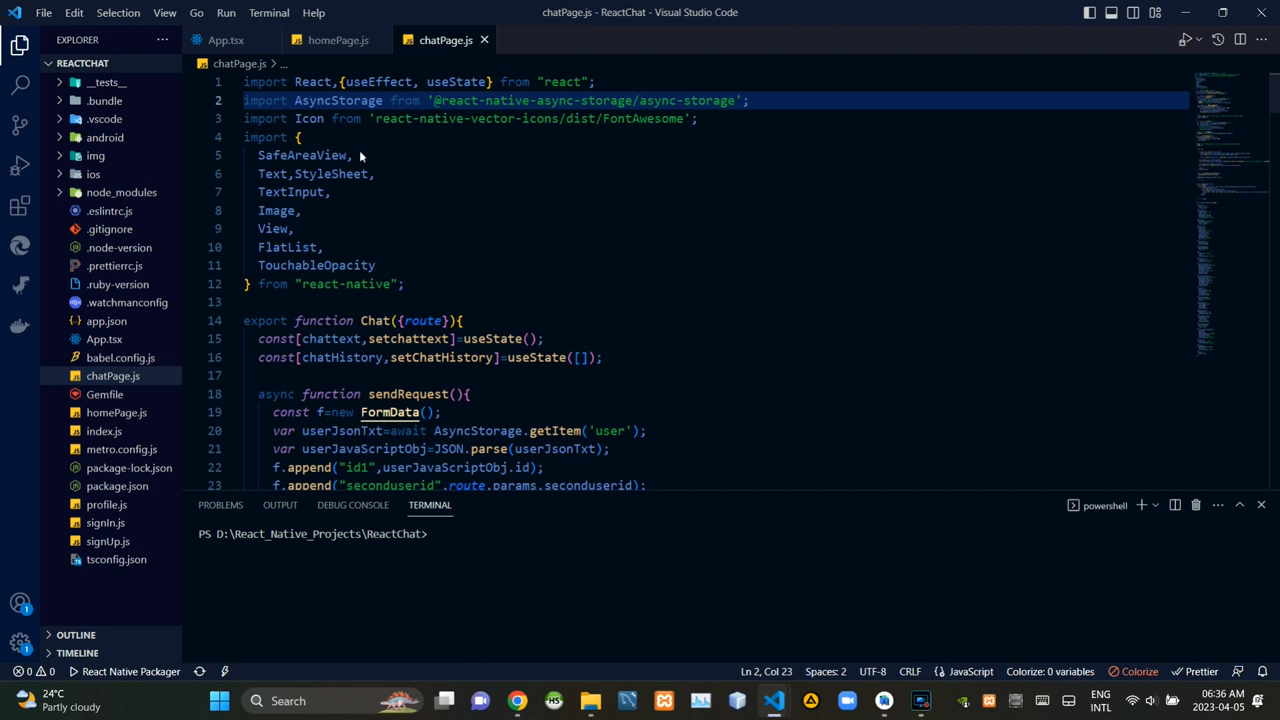 File Edit Selection View Go Run Terminal Help
chatPage.js - ReactChat - Visual Studio Code
EXPLORER
App.tsx
homePage.js
chatPage.js
REACTCHAT
__tests__
.bundle
.vscode
android
img
ios
node_modules
.eslintrc.js
.gitignore
.node-version
.prettierrc.js
.ruby-version
.watchmanconfig
app.json
App.tsx
babel.config.js
chatPage.js
Gemfile
homePage.js
index.js
metro.config.js
package-lock.json
package.json
profile.js
signIn.js
signUp.js
tsconfig.json
OUTLINE
TIMELINE
chatPage.js > ...
1 import React,{useEffect, useState} from "react";
2 import AsyncStorage from '@react-native-async-storage/async-storage';
3 import Icon from 'react-native-vector-icons/dist/FontAwesome';
4 import {
5 SafeAreaView,
6 Text,StyleSheet,
7 TextInput,
8 Image,
9 View,
10 FlatList,
11 TouchableOpacity
12 } from "react-native";
13
14 export function Chat({route}){
15 const[chattext,setchattext]=useState();
16 const[chatHistory,setChatHistory]=useState([]);
17
18 async function sendRequest(){
19 const f=new FormData();
20 var userJsonTxt=await AsyncStorage.getItem('user');
21 var userJavaScriptObj=JSON.parse(userJsonTxt);
22 f.append("id1",userJavaScriptObj.id);
23 f.append("seconduserid",route.params.seconduserid);
PROBLEMS OUTPUT DEBUG CONSOLE TERMINAL
powershell
PS D:\React_Native_Projects\ReactChat>
1
1
0 0 React Native Packager
Ln 2, Col 23 Spaces: 2 UTF-8 CRLF JavaScript Colorize: 0 variables Colorize Prettier
24°C
Partly cloudy
Search
HS
ENG
INTL
06:36 AM
2023-04-05